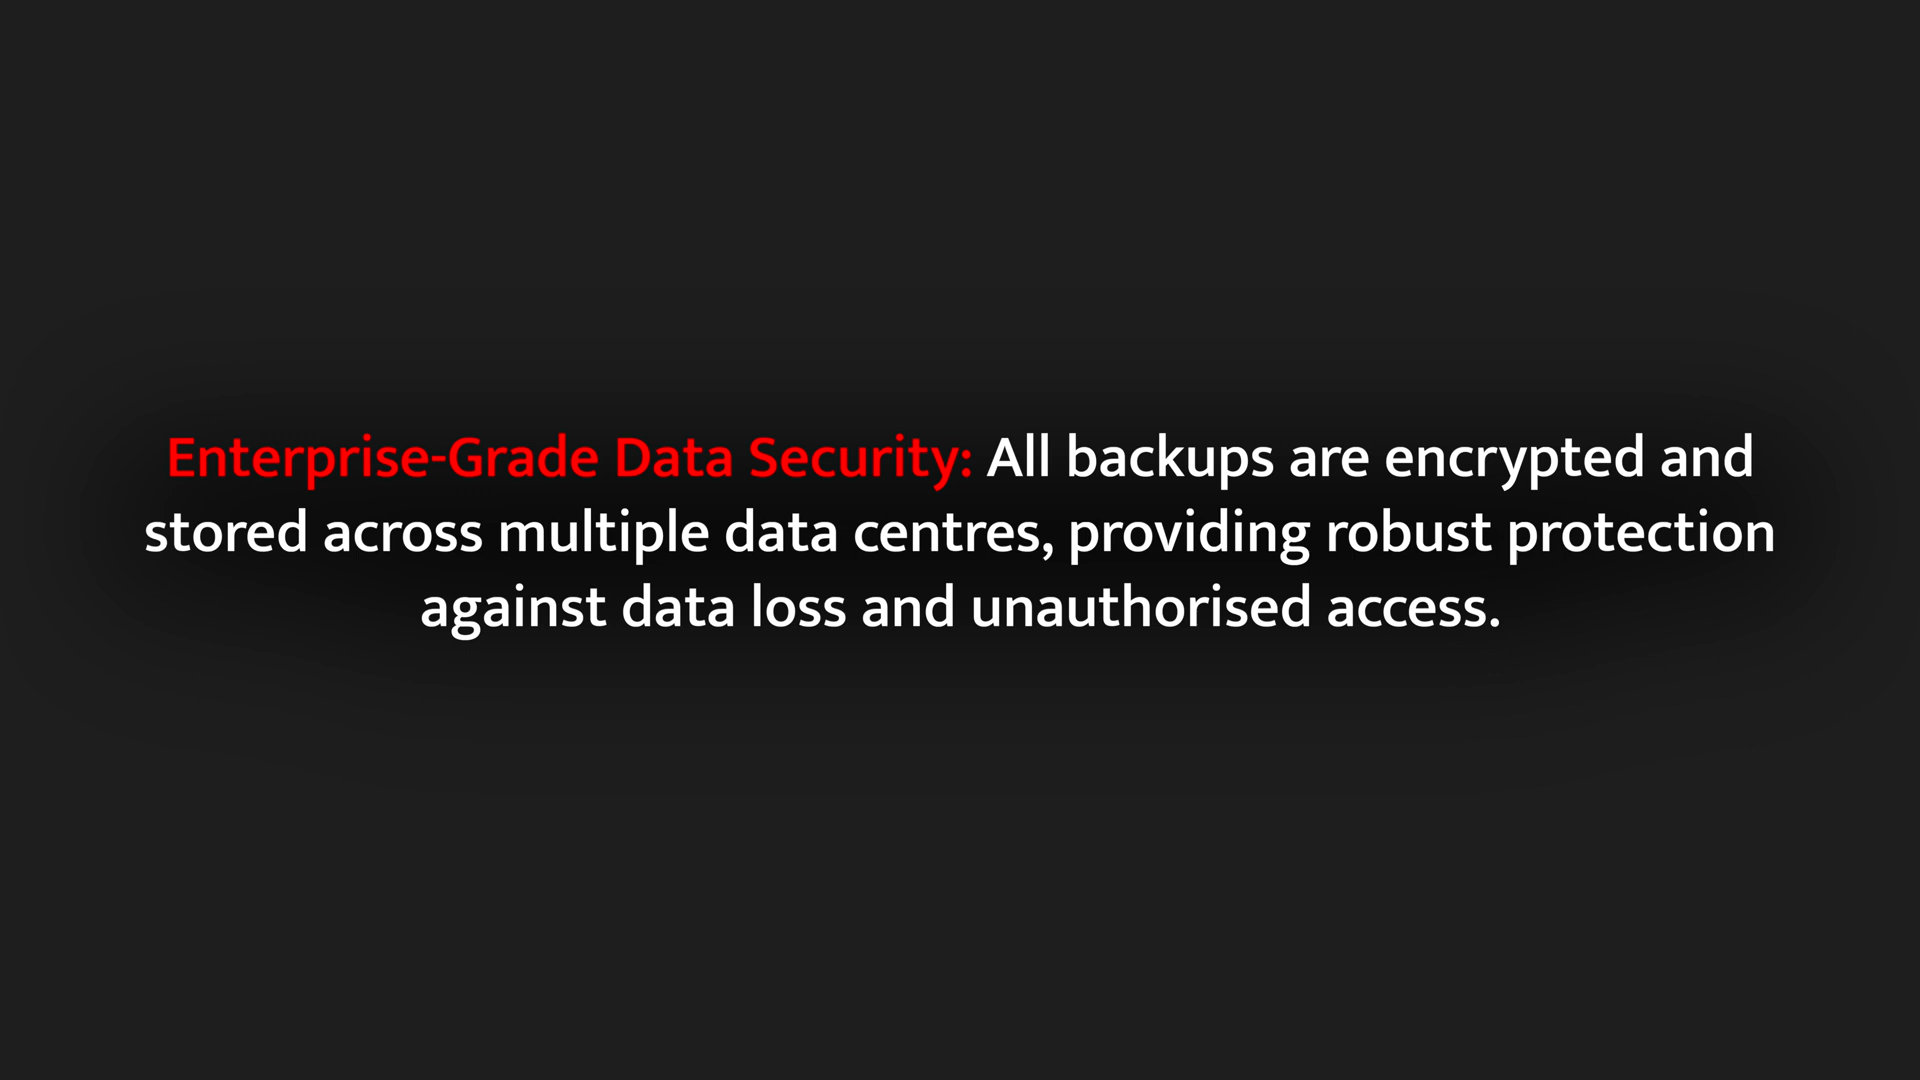 Enterprise-Grade Data Security: All backups are encrypted and
stored across multiple data centres, providing robust protection
against data loss and unauthorised access.